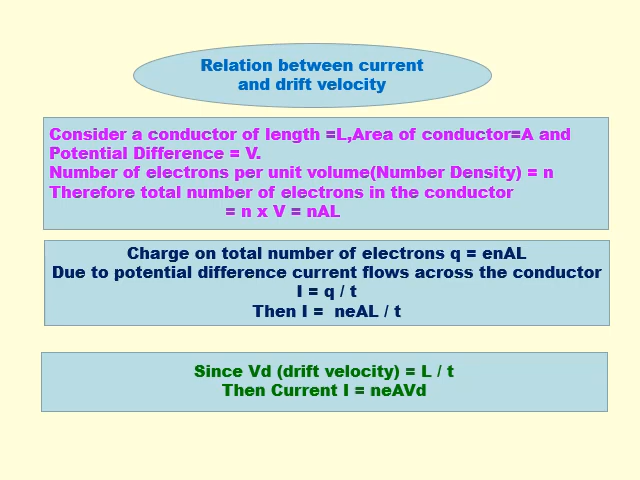 Relation between current
and drift velocity
Consider a conductor of length =L,Area of conductor=A and
Potential Difference = V.
Number of electrons per unit volume(Number Density) = n
Therefore total number of electrons in the conductor
= n x V = nAL
Charge on total number of electrons q = enAL
Due to potential difference current flows across the conductor
I = q / t
Then I =  neAL / t
Since Vd (drift velocity) = L / t
Then Current I = neAVd